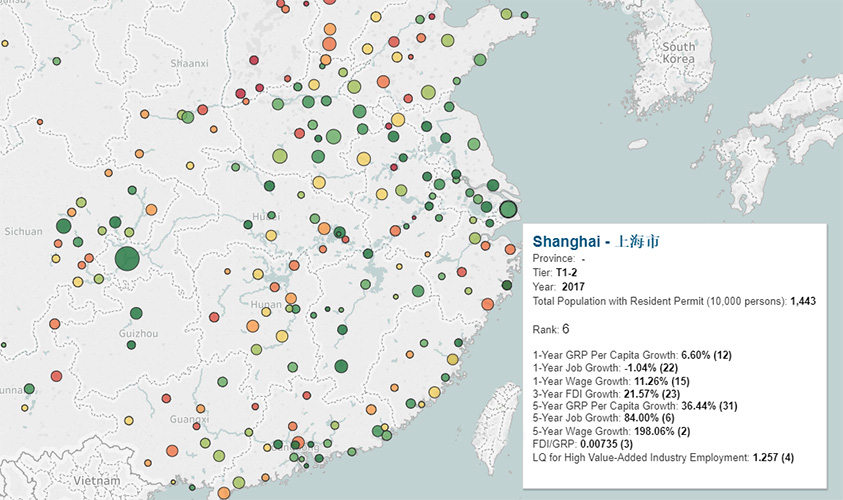 Shaanxi
South
Korea
Sichuan
Shanghai - 上海市
Province: -
Tier: T1-2
Year: 2017
Total Population with Resident Permit (10,000 persons): 1,443
Rank: 6
Hunan
Guizhou
1-Year GRP Per Capita Growth: 6.60% (12)
1-Year Job Growth: -1.04% (22)
1-Year Wage Growth: 11.26% (15)
3-Year FDI Growth: 21.57% (23)
5-Year GRP Per Capita Growth: 36.44% (31)
Guangxi
5-Year Job Growth: 84.00% (6)
5-Year Wage Growth: 198.06% (2)
FDI/GRP: 0.00735 (3)
LQ for High Value-Added Industry Employment: 1.257 (4)
Vietnam